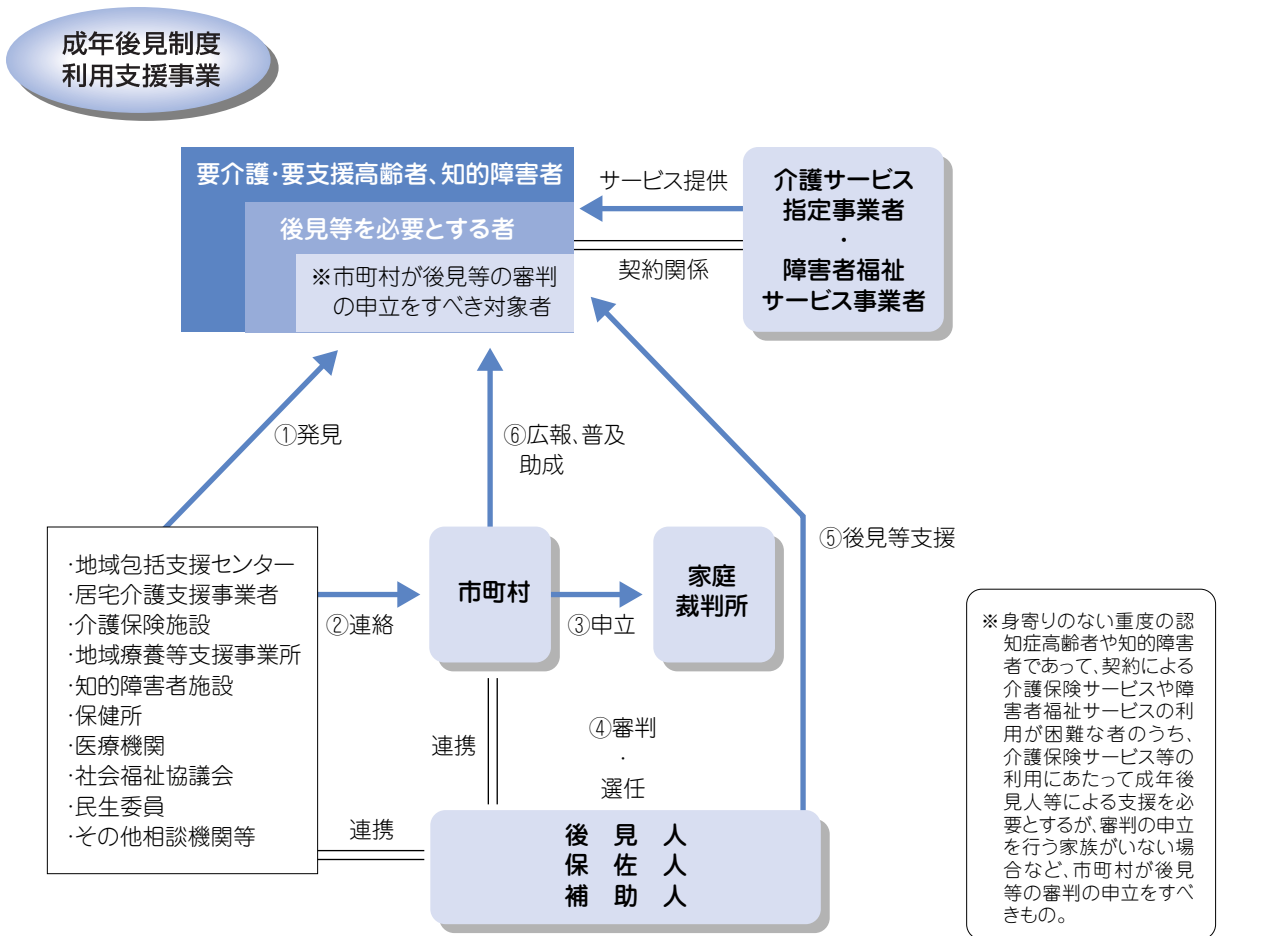 成年後見制度
利用支援事業
要介護・要支援高齢者、知的障害者
後見等を必要とする者
※市町村が後見等の審判
の申立をすべき対象者
サービス提供
契約関係
介護サービス
指定事業者
・
障害者福祉
サービス事業者
①発見
⑥広報、普及
助成
⑤後見等支援
・地域包括支援センター
・居宅介護支援事業者
・介護保険施設
・地域療養等支援事業所
・知的障害者施設
・保健所
・医療機関
・社会福祉協議会
・民生委員
・その他相談機関等
②連絡
市町村
③申立
家庭
裁判所
連携
④審判
・
選任
連携
後 見 人
保 佐 人
補 助 人
※身寄りのない重度の認
知症高齢者や知的障害
者であって、契約による
介護保険サービスや障
害者福祉サービスの利
用が困難な者のうち、
介護保険サービス等の
利用にあたって成年後
見人等による支援を必
要とするが、審判の申立
を行う家族がいない場
合など、市町村が後見
等の審判の申立をすべ
きもの。